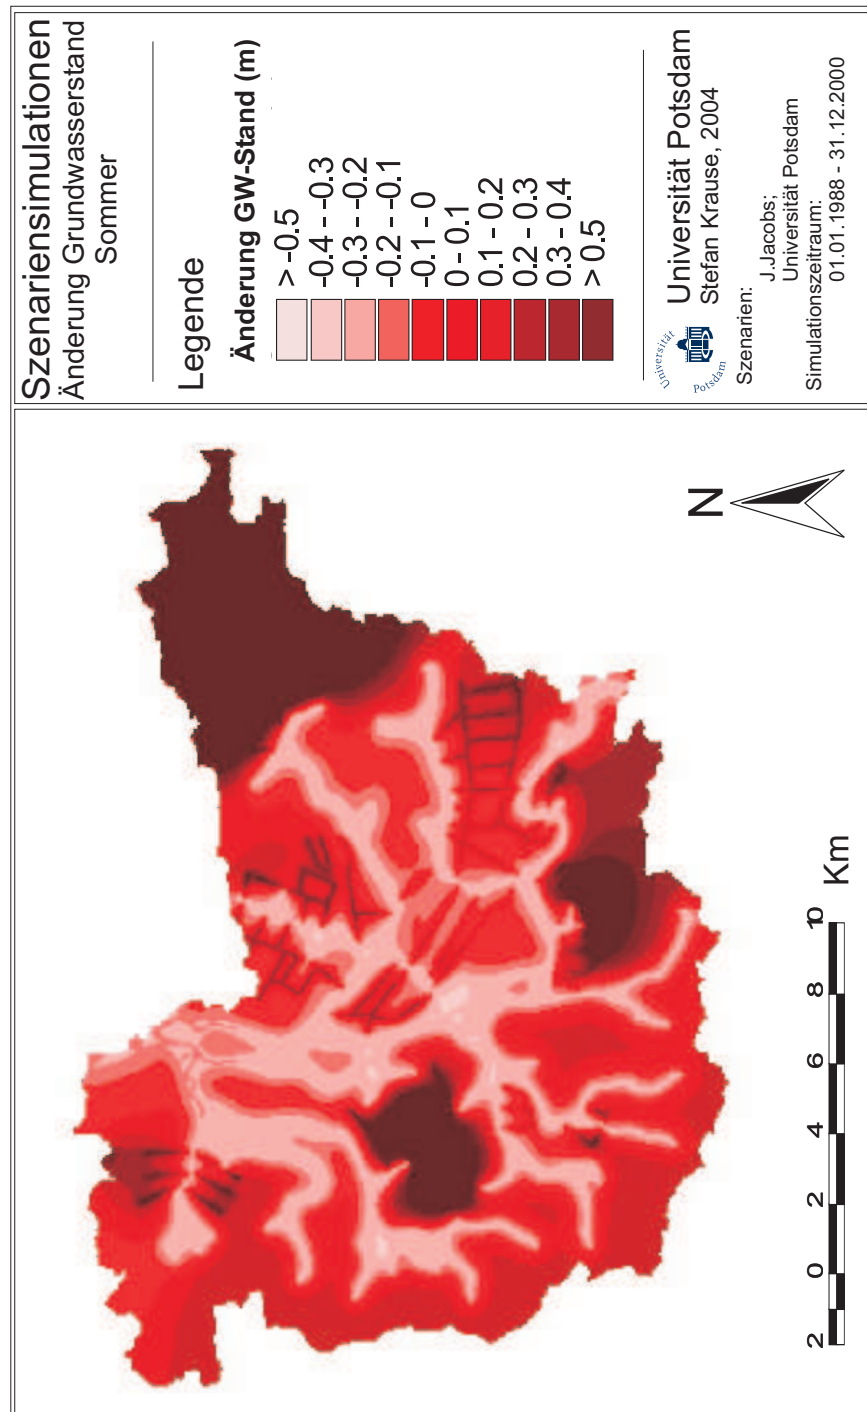 Szenariensimulationen
Änderung Grundwasserstand
Sommer
Legende
Änderung GW-Stand (m)
> -0.5
-0.4 - -0.3
-0.3 - -0.2
-0.2 - -0.1
-0.1 - 0
0 - 0.1
0.1 - 0.2
0.2 - 0.3
0.3 - 0.4
> 0.5
Universität
Potsdam
Universität Potsdam
Stefan Krause, 2004
Szenarien:
J.Jacobs;
Universität Potsdam
Simulationszeitraum:
01.01.1988 - 31.12.2000
N
2 0 2 4 6 8 10
Km